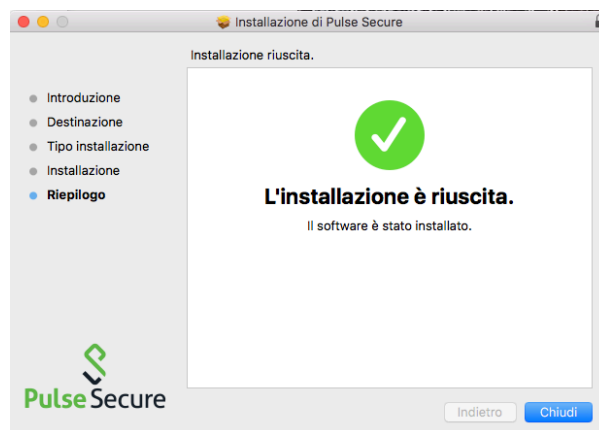 Installazione di Pulse Secure
Installazione riuscita.
Introduzione
Destinazione
Tipo installazione
Installazione
Riepilogo
L'installazione è riuscita.
Il software è stato installato.
Pulse Secure
Indietro
Chiudi